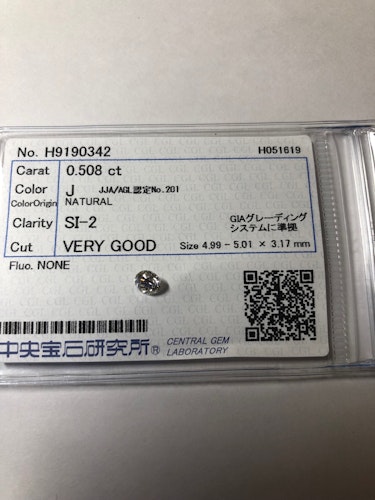 No. H9190342 H051619
Carat 0.508 ct
Color J JJA/AGL認定No.201
ColorOrigin NATURAL
Clarity SI-2 GIAグレーディング
システムに準拠
Cut VERY GOOD Size 4.99 - 5.01 × 3.17 mm
Fluo. NONE
中央宝石研究所® CENTRAL GEM
LABORATORY